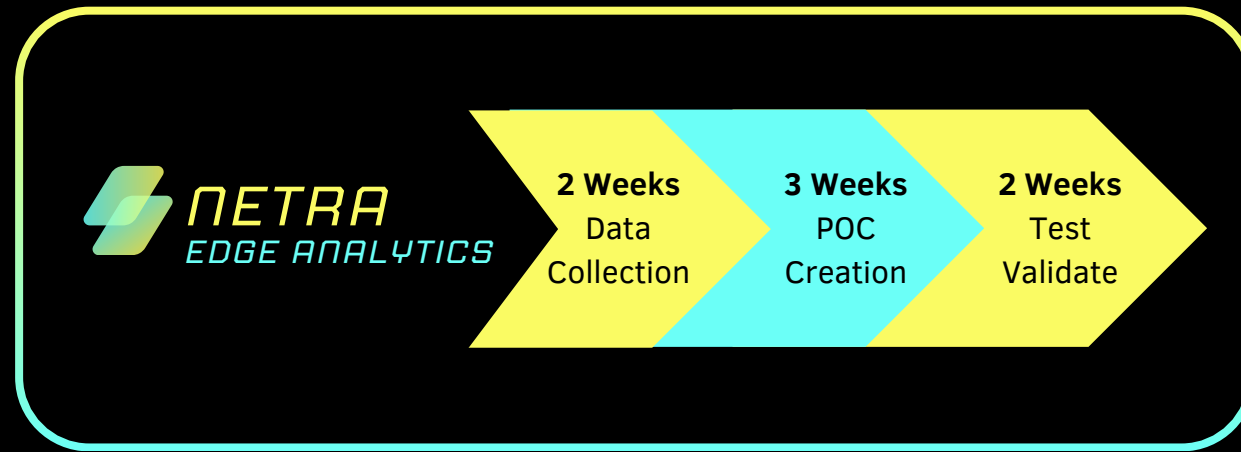 NETRA
EDGE ANALYTICS
2 Weeks
Data
Collection
3 Weeks
POC
Creation
2 Weeks
Test
Validate